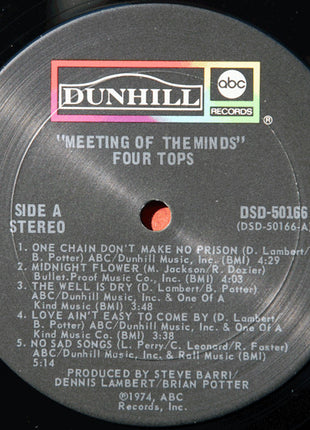 DUNHILL
abc
RECORDS
®
"MEETING OF THE MINDS"
FOUR TOPS
SIDE A
STEREO
DSD-50166
(DSD-50166-A)
1. ONE CHAIN DON'T MAKE NO PRISON (D. Lambert/
B. Potter) ABC/Dunhill Music, Inc. (BMI) 4:29
2. MIDNIGHT FLOWER (M. Jackson/R. Dozier)
Bullet.Proof Music Co. (BMI) 4:03
3. THE WELL IS DRY (D. Lambert/B. Potter)
ABC/Dunhill Music, Inc. & One Of A
Kind Music (BMI) 3:48
4. LOVE AIN'T EASY TO COME BY (D. Lambert/
B. Potter) ABC/Dunhill Music, Inc. & One
Of A Kind Music Co. (BMI) 3:48
5. NO SAD SONGS (L. Perry/C. Leonard/R. Foster)
ABC/Dunhill Music, Inc. & Rall Music (BMI)
5:14
PRODUCED BY STEVE BARRI/
DENNIS LAMBERT/BRIAN POTTER
℗1974, ABC
Records, Inc.